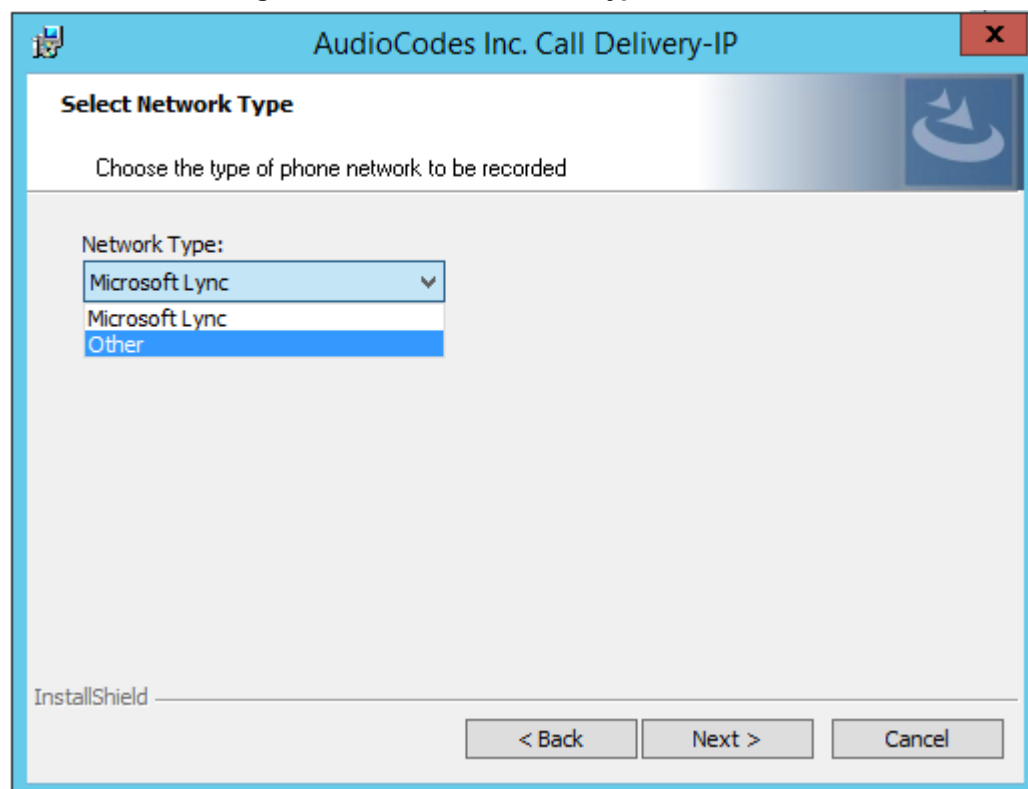 AudioCodes Inc. Call Delivery-IP
x
Select Network Type
Choose the type of phone network to be recorded
Network Type:
Microsoft Lync
Microsoft Lync
Other
InstallShield
< Back Next > Cancel